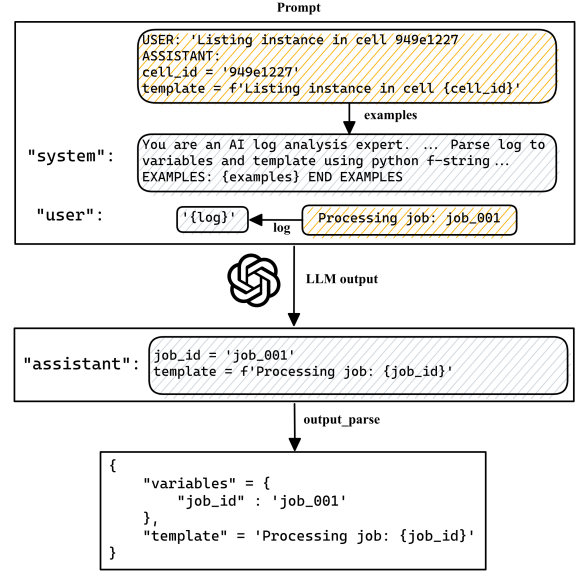 Prompt
USER: 'Listing instance in cell 949e1227
ASSISTANT:
cell_id = '949e1227'
template = f'Listing instance in cell {cell_id}'
examples
"system":
You are an AI log analysis expert. ... Parse log to
variables and template using python f-string...
EXAMPLES: {examples} END EXAMPLES
"user":
'{log}'
log
Processing job: job_001
LLM output
"assistant":
job_id = 'job_001'
template = f'Processing job: {job_id}'
output_parse
{
"variables" = {
"job_id" : 'job_001'
},
"template" = 'Processing job: {job_id}'
}